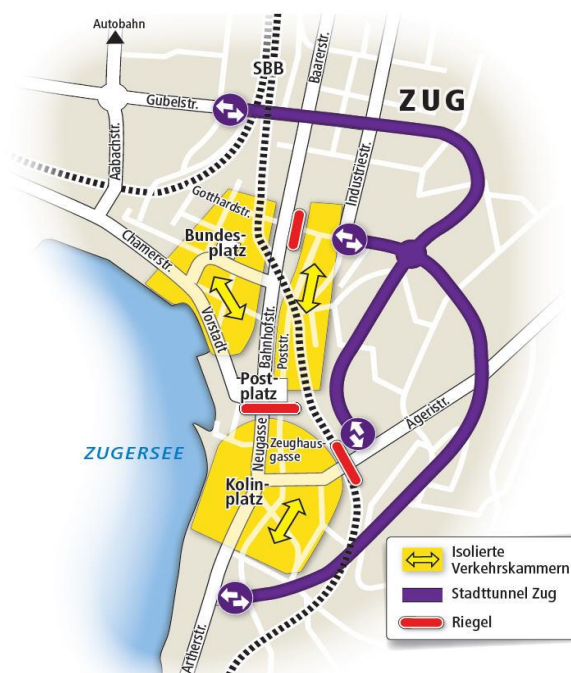 Autobahn
SBB
Baarerstr.
ZUG
Gubelstr.
Aabachstr.
Industriestr.
Gotthardstr.
Bundes-
platz
Chamerstr.
Vorstadt
Bahnhofstr.
Poststr.
Post-
platz
Ägeristr.
ZUGERSEE
Neugasse
Zeughaus-
gasse
Kolin-
platz
Artherstr.
Isolierte
Verkehrskammern
Stadttunnel Zug
Riegel